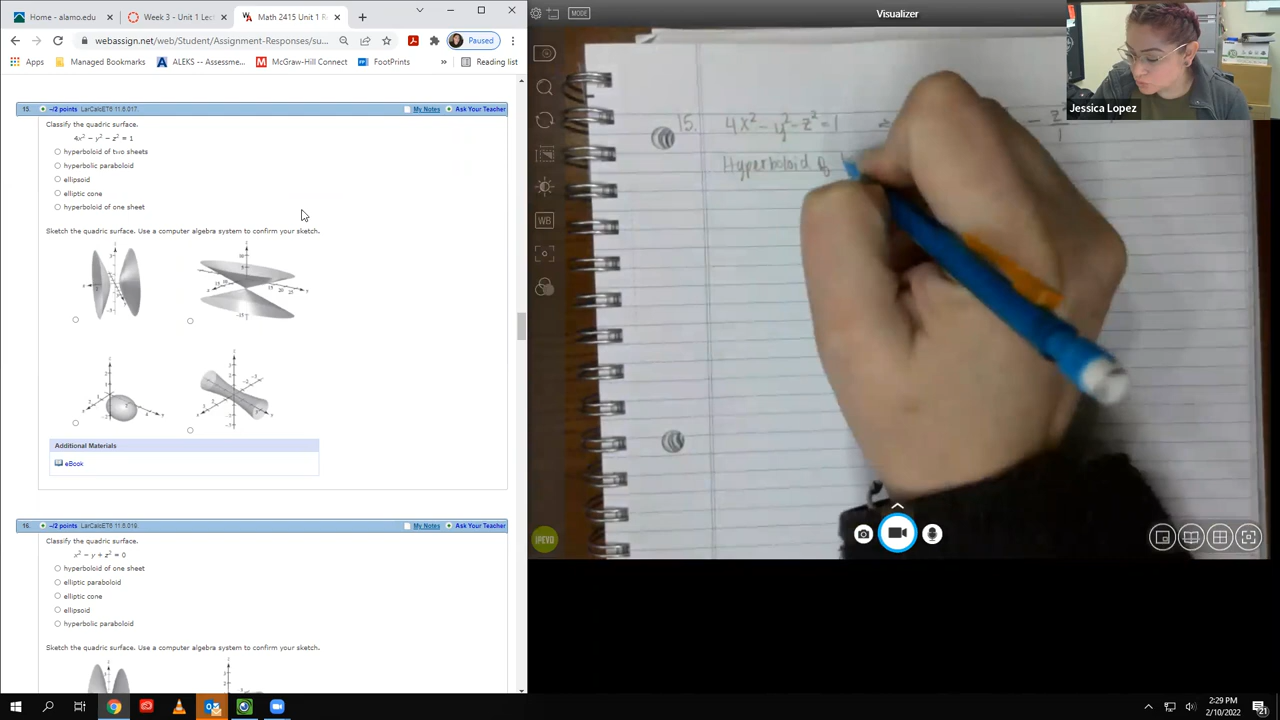 Home - alamo.edu
Week 3 - Unit 1 Lec
Math 2415 Unit 1 R
webassign.net/web/Student/Assignment-Responses/su...
Paused
Apps
Managed Bookmarks
ALEKS -- Assessme...
McGraw-Hill Connect
FootPrints
Reading list
15.
-/2 points
LarCalcET6 11.6.017.
My Notes
Ask Your Teacher
Classify the quadric surface.
4x² − y² − z² = 1
hyperboloid of two sheets
hyperbolic paraboloid
ellipsoid
elliptic cone
hyperboloid of one sheet
Sketch the quadric surface. Use a computer algebra system to confirm your sketch.
Additional Materials
eBook
16.
-/2 points
LarCalcET6 11.6.019.
My Notes
Ask Your Teacher
Classify the quadric surface.
x² − y + z² = 0
hyperboloid of one sheet
elliptic paraboloid
elliptic cone
ellipsoid
hyperbolic paraboloid
Sketch the quadric surface. Use a computer algebra system to confirm your sketch.
MODE
Visualizer
WB
IPEVO
Jessica Lopez
15. 4x² − y² − z² = 1
Hyperboloid of
2:29 PM
2/10/2022
21